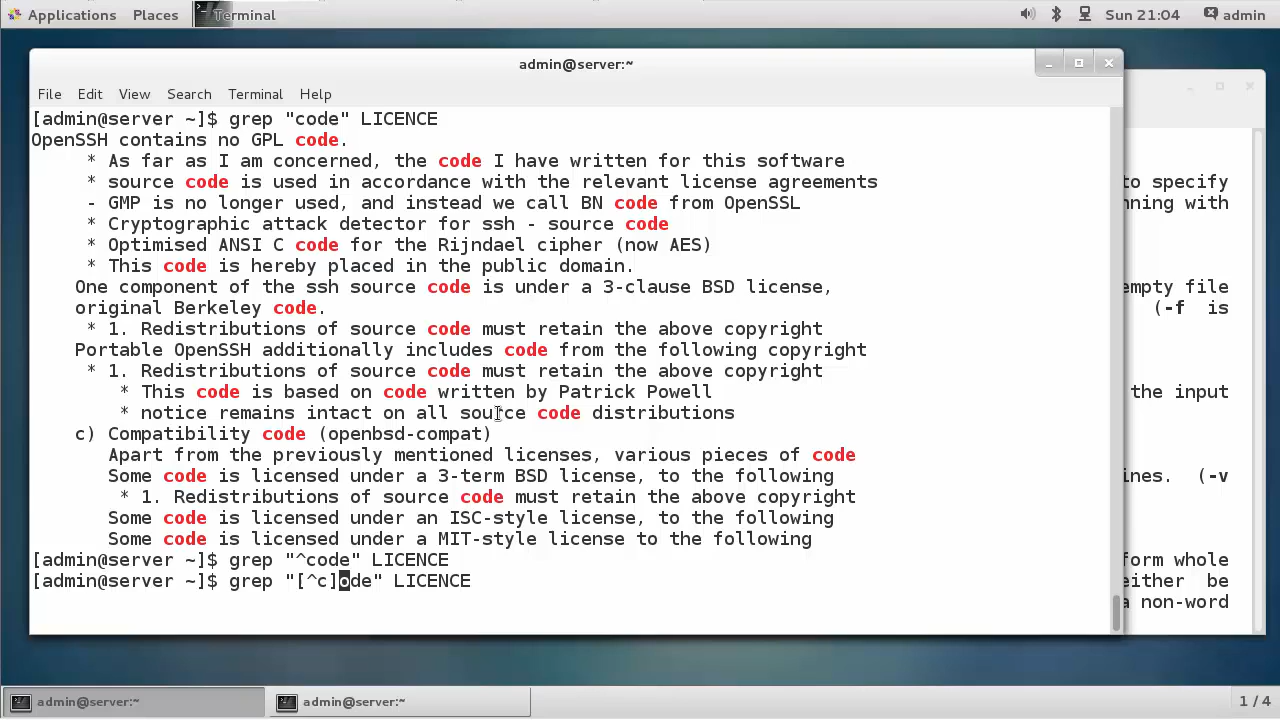 Applications Places Terminal Sun 21:04 admin
admin@server:~
File Edit View Search Terminal Help
[admin@server ~]$ grep "code" LICENCE
OpenSSH contains no GPL code.
* As far as I am concerned, the code I have written for this software
* source code is used in accordance with the relevant license agreements
- GMP is no longer used, and instead we call BN code from OpenSSL
* Cryptographic attack detector for ssh - source code
* Optimised ANSI C code for the Rijndael cipher (now AES)
* This code is hereby placed in the public domain.
One component of the ssh source code is under a 3-clause BSD license,
original Berkeley code.
* 1. Redistributions of source code must retain the above copyright
Portable OpenSSH additionally includes code from the following copyright
* 1. Redistributions of source code must retain the above copyright
* This code is based on code written by Patrick Powell
* notice remains intact on all source code distributions
c) Compatibility code (openbsd-compat)
Apart from the previously mentioned licenses, various pieces of code
Some code is licensed under a 3-term BSD license, to the following
* 1. Redistributions of source code must retain the above copyright
Some code is licensed under an ISC-style license, to the following
Some code is licensed under a MIT-style license to the following
[admin@server ~]$ grep "^code" LICENCE
[admin@server ~]$ grep "[^c]ode" LICENCE
to specify
with
empty file
(-f is
the input
(-v
form whole
either be
a non-word
admin@server:~ admin@server:~ 1 / 4